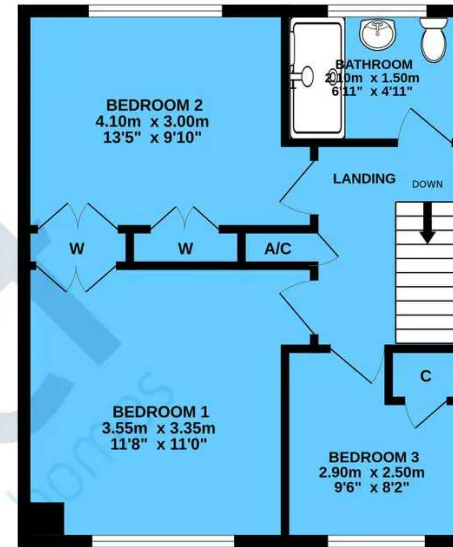 BEDROOM 2
4.10m x 3.00m
13'5" x 9'10"
BATHROOM
2.10m x 1.50m
6'11" x 4'11"
LANDING
DOWN
W
W
A/C
C
BEDROOM 1
3.55m x 3.35m
11'8" x 11'0"
BEDROOM 3
2.90m x 2.50m
9'6" x 8'2"
homes